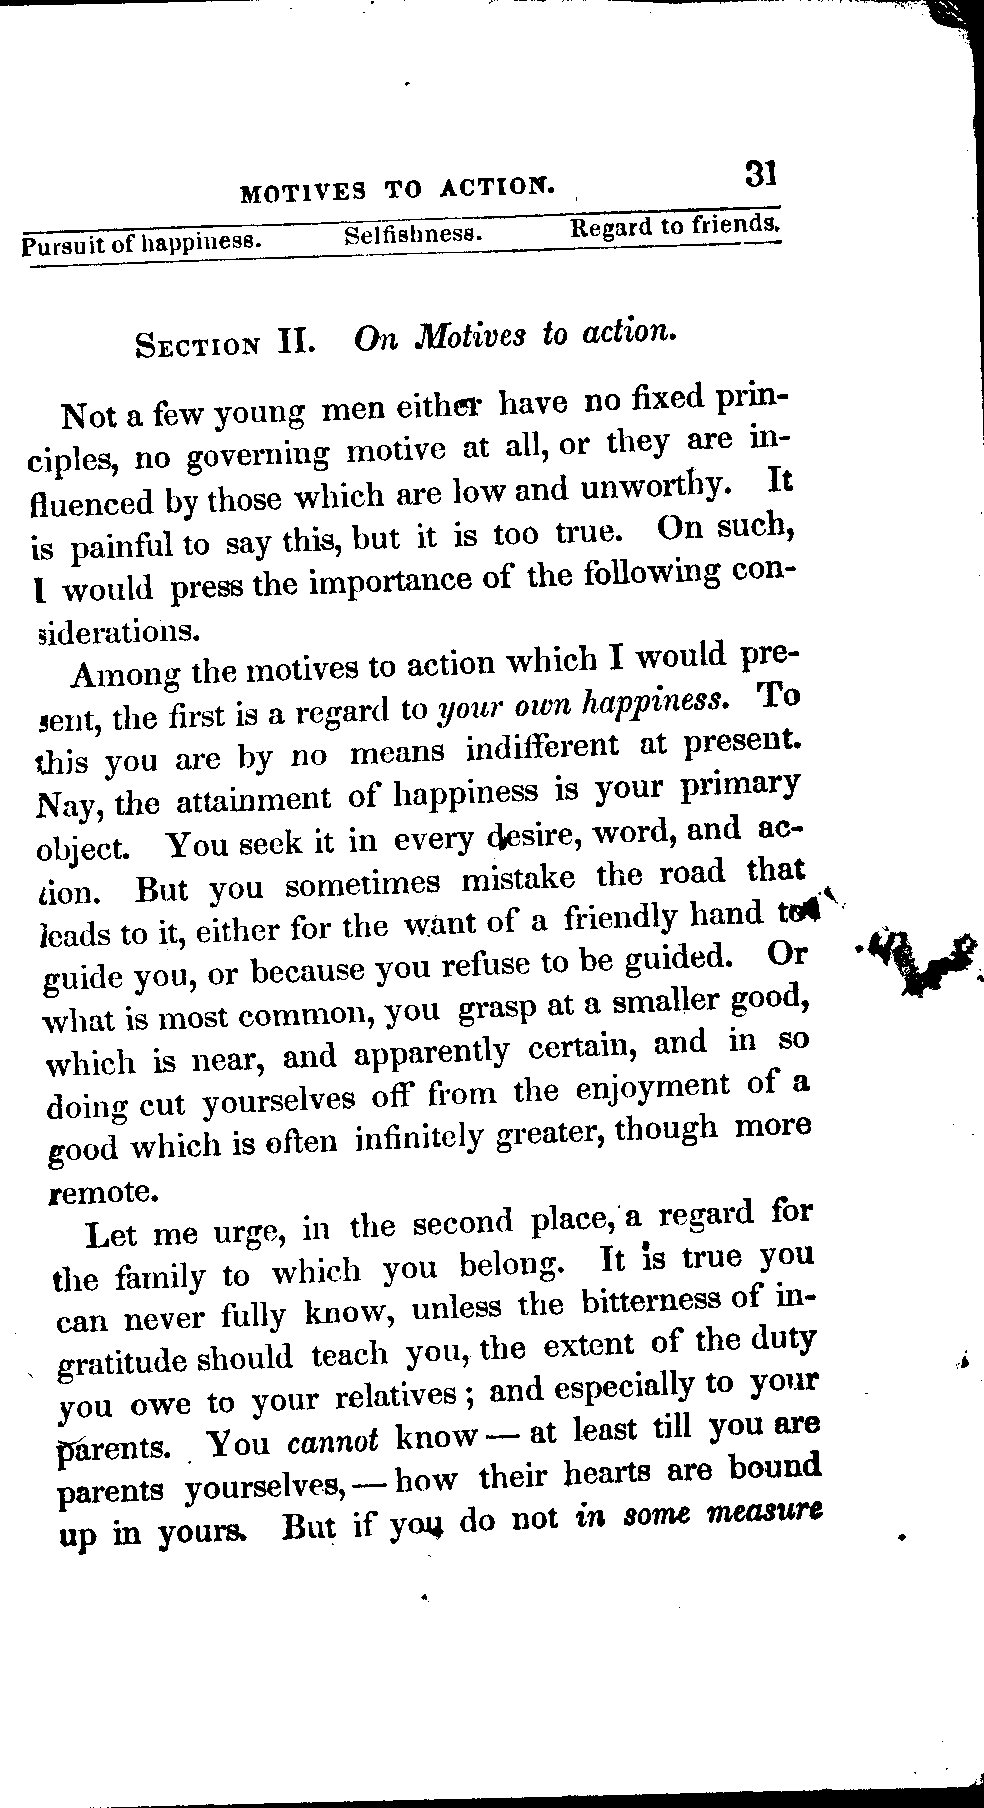 MOTIVES TO ACTION. 31
Pursuit of happiness. Selfishness. Regard to friends.
SECTION II. On Motives to action.
Not a few young men either have no fixed prin-
ciples, no governing motive at all, or they are in-
fluenced by those which are low and unworthy. It
is painful to say this, but it is too true. On such,
I would press the importance of the following con-
siderations.
Among the motives to action which I would pre-
sent, the first is a regard to your own happiness. To
this you are by no means indifferent at present.
Nay, the attainment of happiness is your primary
object. You seek it in every desire, word, and ac-
tion. But you sometimes mistake the road that
leads to it, either for the want of a friendly hand to
guide you, or because you refuse to be guided. Or
what is most common, you grasp at a smaller good,
which is near, and apparently certain, and in so
doing cut yourselves off from the enjoyment of a
good which is often infinitely greater, though more
remote.
Let me urge, in the second place, a regard for
the family to which you belong. It is true you
can never fully know, unless the bitterness of in-
gratitude should teach you, the extent of the duty
you owe to your relatives; and especially to your
parents. You cannot know — at least till you are
parents yourselves, — how their hearts are bound
up in yours. But if you do not in some measure